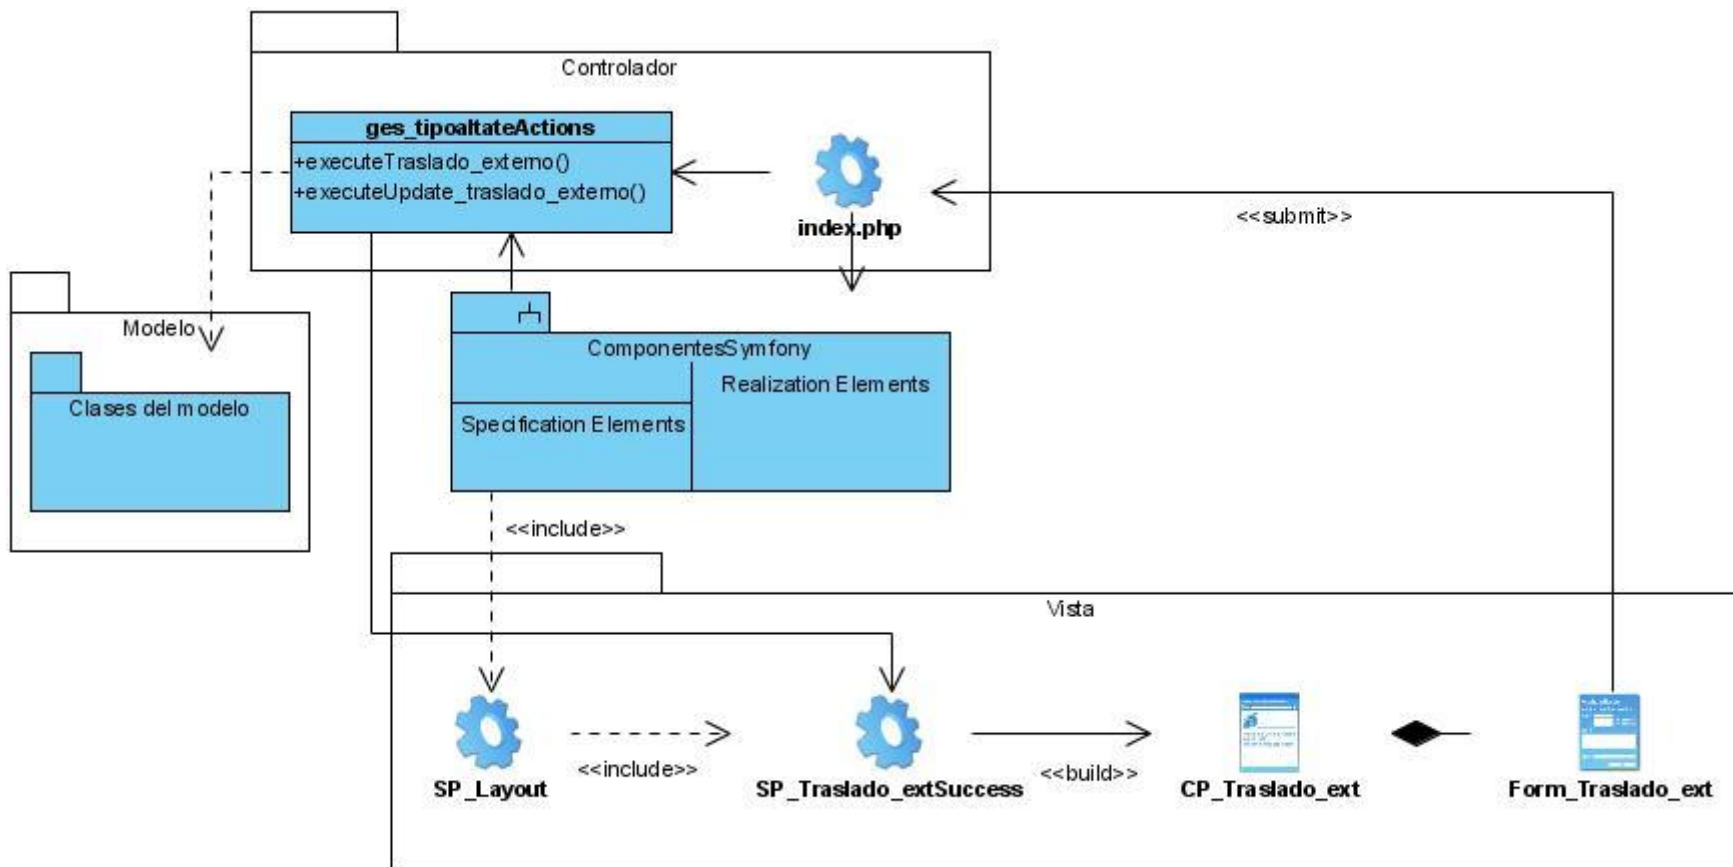 Controlador
ges_tipoaltateActions
+executeTraslado_externo()
+executeUpdate_traslado_externo()
index.php
<<submit>>
Modelo
Clases del modelo
ComponentesSymfony
Realization Elements
Specification Elements
<<include>>
Vista
<<include>>
<<build>>
SP_Layout
SP_Traslado_extSuccess
CP_Traslado_ext
Form_Traslado_ext